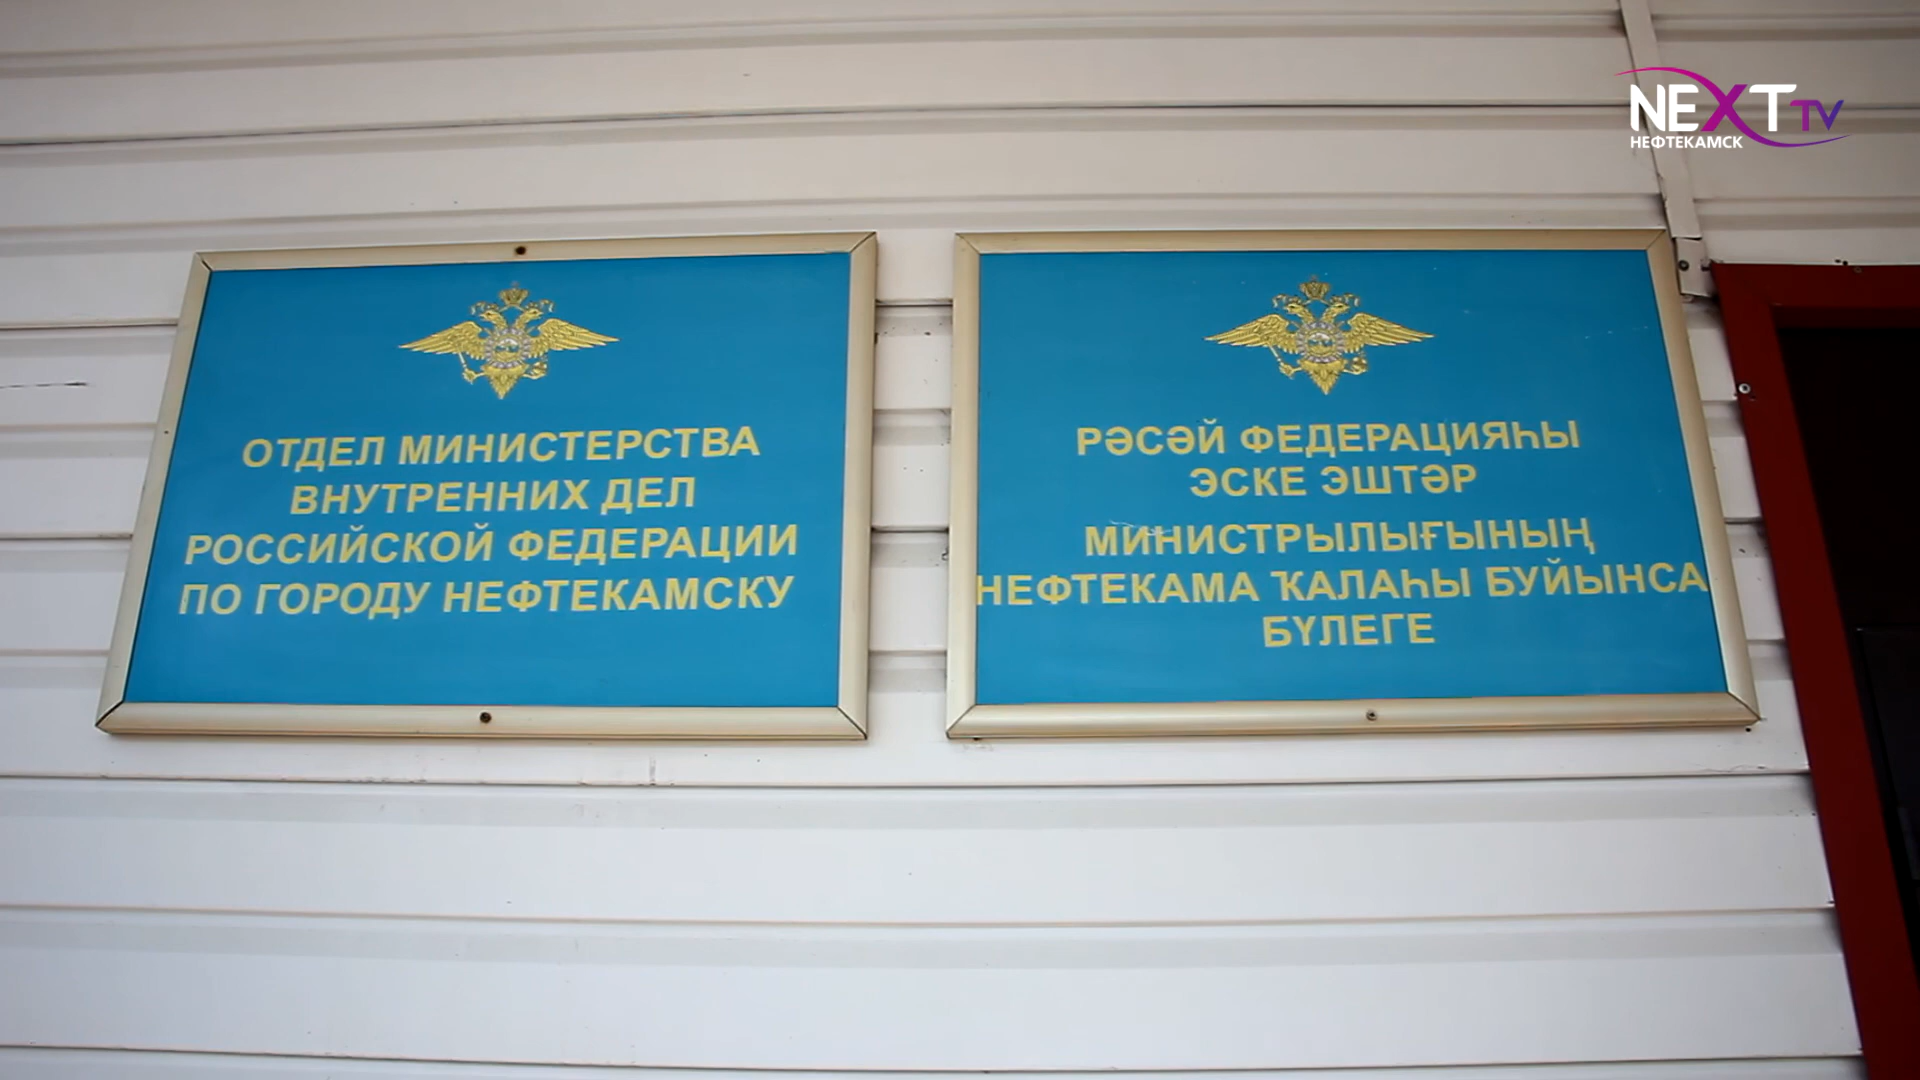 NEXT TV
НЕФТЕКАМСК
ОТДЕЛ МИНИСТЕРСТВА
ВНУТРЕННИХ ДЕЛ
РОССИЙСКОЙ ФЕДЕРАЦИИ
ПО ГОРОДУ НЕФТЕКАМСКУ
РӘСӘЙ ФЕДЕРАЦИЯҺЫ
ЭСКЕ ЭШТӘР
МИНИСТРЛЫҒЫНЫҢ
НЕФТЕКАМА ҠАЛАҺЫ БУЙЫНСА
БҮЛЕГЕ